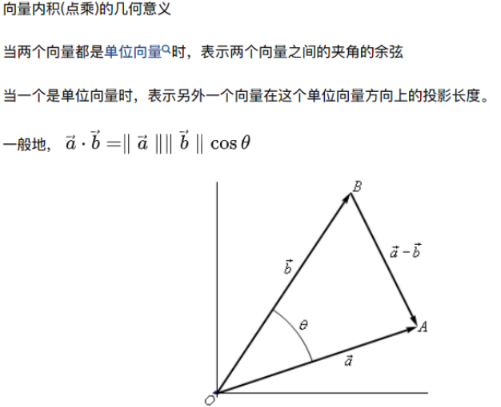 向量内积(点乘)的几何意义
当两个向量都是单位向量时，表示两个向量之间的夹角的余弦
当一个是单位向量时，表示另外一个向量在这个单位向量方向上的投影长度。
一般地， $\vec{a} \cdot \vec{b} = \| \vec{a} \| \| \vec{b} \| \cos \theta$
B
$\vec{a} - \vec{b}$
$\vec{b}$
θ
A
$\vec{a}$
O